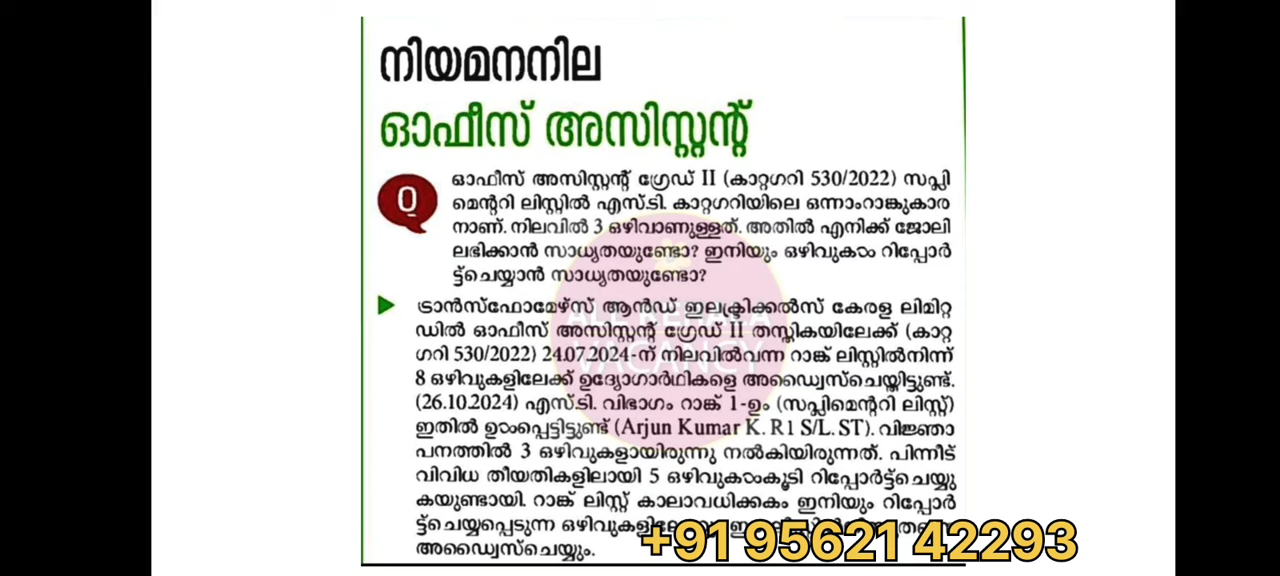 നിയമനനില
ഓഫീസ് അസിസ്റ്റന്റ്
Q
ഓഫീസ് അസിസ്റ്റന്റ് ഗ്രേഡ് II (കാറ്റഗറി 530/2022) സപ്ലി
മെന്ററി ലിസ്റ്റിൽ എസ്.ടി. കാറ്റഗറിയിലെ ഒന്നാംറാങ്കുകാര
നാണ്. നിലവിൽ 3 ഒഴിവാണുള്ളത്. അതിൽ എനിക്ക് ജോലി
ലഭിക്കാൻ സാധ്യതയുണ്ടോ? ഇനിയും ഒഴിവുകൾ റിപ്പോർ
ട്ട്ചെയ്യാൻ സാധ്യതയുണ്ടോ?
ട്രാൻസ്ഫോമേഴ്സ് ആൻഡ് ഇലക്ട്രിക്കൽസ് കേരള ലിമിറ്റ
ഡിൽ ഓഫീസ് അസിസ്റ്റന്റ് ഗ്രേഡ് II തസ്തികയിലേക്ക് (കാറ്റ
ഗറി 530/2022) 24.07.2024-ന് നിലവിൽവന്ന റാങ്ക് ലിസ്റ്റിൽനിന്ന്
8 ഒഴിവുകളിലേക്ക് ഉദ്യോഗാർഥികളെ അഡ്വൈസ്ചെയ്തിട്ടുണ്ട്.
(26.10.2024) എസ്.ടി. വിഭാഗം റാങ്ക് 1-ഉം (സപ്ലിമെന്ററി ലിസ്റ്റ്)
ഇതിൽ ഉൾപ്പെട്ടിട്ടുണ്ട് (Arjun Kumar K. R 1 S/L. ST). വിജ്ഞാ
പനത്തിൽ 3 ഒഴിവുകളായിരുന്നു നൽകിയിരുന്നത്. പിന്നീട്
വിവിധ തീയതികളിലായി 5 ഒഴിവുകൾകൂടി റിപ്പോർട്ട്ചെയ്യു
കയുണ്ടായി. റാങ്ക് ലിസ്റ്റ് കാലാവധിക്കകം ഇനിയും റിപ്പോർ
ട്ട്ചെയ്യപ്പെടുന്ന
അഡ്വൈസ്ചെയ്യും.
ALL KERALA
VACANCY
+91 95621 42293